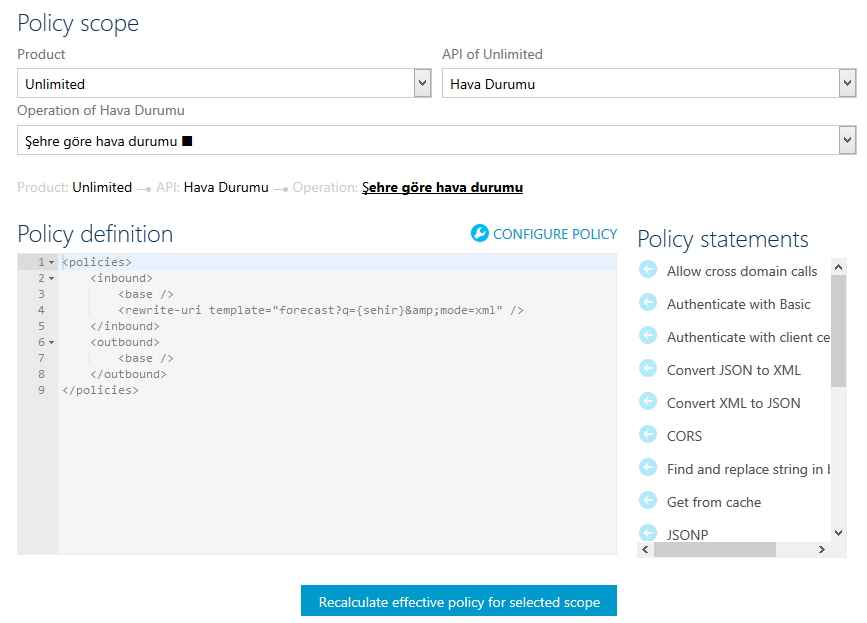 Policy scope
Product
API of Unlimited
Unlimited
Hava Durumu
Operation of Hava Durumu
Şehre göre hava durumu ■
Product: Unlimited API: Hava Durumu Operation: Şehre göre hava durumu
Policy definition
CONFIGURE POLICY
1 <policies>
2 <inbound>
3 <base />
4 <rewrite-uri template="forecast?q={sehir}&amp;mode=xml" />
5 </inbound>
6 <outbound>
7 <base />
8 </outbound>
9 </policies>
Policy statements
Allow cross domain calls
Authenticate with Basic
Authenticate with client ce
Convert JSON to XML
Convert XML to JSON
CORS
Find and replace string in
Get from cache
JSONP
Recalculate effective policy for selected scope